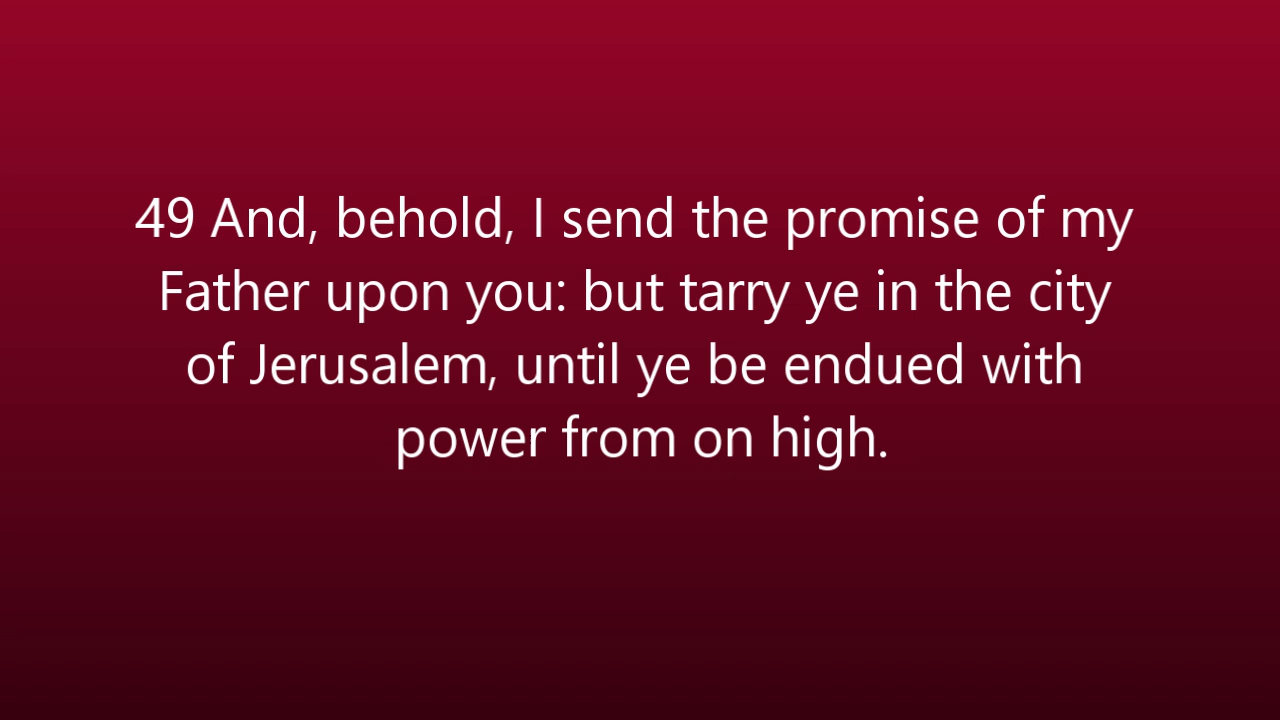 49 And, behold, I send the promise of my
Father upon you: but tarry ye in the city
of Jerusalem, until ye be endued with
power from on high.